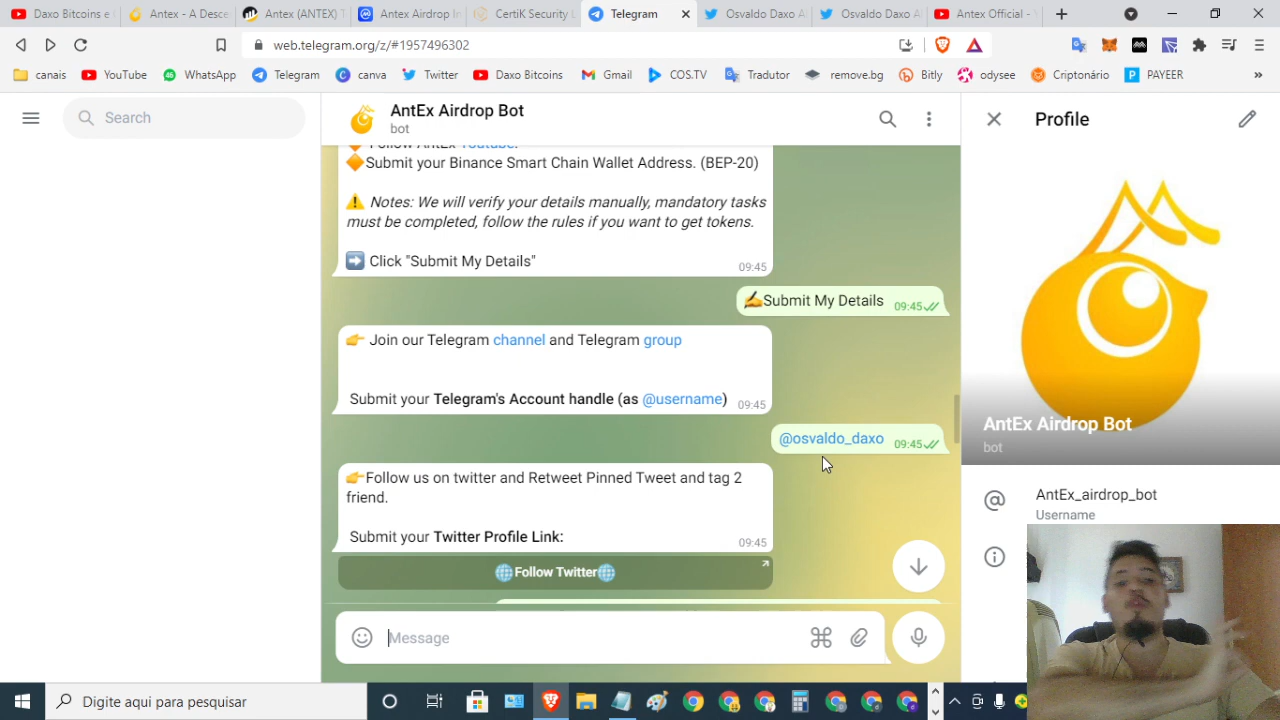 Daxo Bitcoins e
Antex - A Desce
Antex (ANTEX) T
Antex Airdrop In
CertiK Security L
Telegram
Osvaldo Daxo A
Osvaldo Daxo A
Antex Official -
web.telegram.org/z/#1957496302
canais
YouTube
WhatsApp
Telegram
canva
Twitter
Daxo Bitcoins
Gmail
COS.TV
Tradutor
remove.bg
Bitly
odysee
Criptonário
PAYEER
»
Search
AntEx Airdrop Bot
bot
Profile
Follow AntEx Youtube.
🔶Submit your Binance Smart Chain Wallet Address. (BEP-20)
⚠️ Notes: We will verify your details manually, mandatory tasks
must be completed, follow the rules if you want to get tokens.
➡️ Click "Submit My Details"
09:45
✍️Submit My Details 09:45
👉 Join our Telegram channel and Telegram group
Submit your Telegram's Account handle (as @username) 09:45
@osvaldo_daxo 09:45
👉Follow us on twitter and Retweet Pinned Tweet and tag 2
friend.
Submit your Twitter Profile Link:
09:45
🌐Follow Twitter🌐
Message
AntEx Airdrop Bot
bot
AntEx_airdrop_bot
Username
Digite aqui para pesquisar